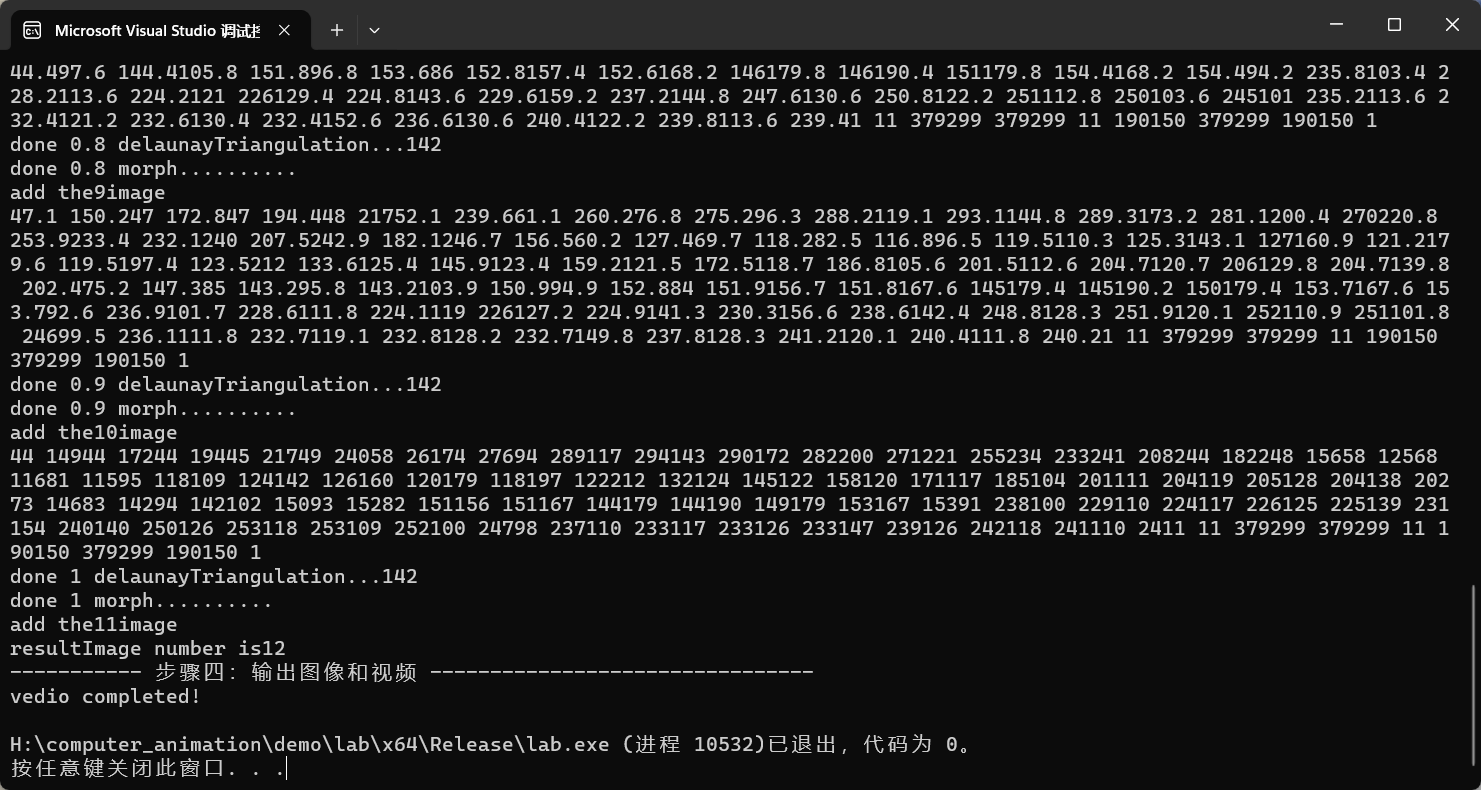 Microsoft Visual Studio 调试控
44.497.6 144.4105.8 151.896.8 153.686 152.8157.4 152.6168.2 146179.8 146190.4 151179.8 154.4168.2 154.494.2 235.8103.4 2
28.2113.6 224.2121 226129.4 224.8143.6 229.6159.2 237.2144.8 247.6130.6 250.8122.2 251112.8 250103.6 245101 235.2113.6 2
32.4121.2 232.6130.4 232.4152.6 236.6130.6 240.4122.2 239.8113.6 239.41 11 379299 379299 11 190150 379299 190150 1
done 0.8 delaunayTriangulation...142
done 0.8 morph..........
add the9image
47.1 150.247 172.847 194.448 21752.1 239.661.1 260.276.8 275.296.3 288.2119.1 293.1144.8 289.3173.2 281.1200.4 270220.8
253.9233.4 232.1240 207.5242.9 182.1246.7 156.560.2 127.469.7 118.282.5 116.896.5 119.5110.3 125.3143.1 127160.9 121.217
9.6 119.5197.4 123.5212 133.6125.4 145.9123.4 159.2121.5 172.5118.7 186.8105.6 201.5112.6 204.7120.7 206129.8 204.7139.8
202.475.2 147.385 143.295.8 143.2103.9 150.994.9 152.884 151.9156.7 151.8167.6 145179.4 145190.2 150179.4 153.7167.6 15
3.792.6 236.9101.7 228.6111.8 224.1119 226127.2 224.9141.3 230.3156.6 238.6142.4 248.8128.3 251.9120.1 252110.9 251101.8
24699.5 236.1111.8 232.7119.1 232.8128.2 232.7149.8 237.8128.3 241.2120.1 240.4111.8 240.21 11 379299 379299 11 190150
379299 190150 1
done 0.9 delaunayTriangulation...142
done 0.9 morph..........
add the10image
44 14944 17244 19445 21749 24058 26174 27694 289117 294143 290172 282200 271221 255234 233241 208244 182248 15658 12568
11681 11595 118109 124142 126160 120179 118197 122212 132124 145122 158120 171117 185104 201111 204119 205128 204138 202
73 14683 14294 142102 15093 15282 151156 151167 144179 144190 149179 153167 15391 238100 229110 224117 226125 225139 231
154 240140 250126 253118 253109 252100 24798 237110 233117 233126 233147 239126 242118 241110 2411 11 379299 379299 11 1
90150 379299 190150 1
done 1 delaunayTriangulation...142
done 1 morph..........
add the11image
resultImage number is12
----------- 步骤四：输出图像和视频 --------------------------------
vedio completed!
H:\computer_animation\demo\lab\x64\Release\lab.exe (进程 10532)已退出，代码为 0。
按任意键关闭此窗口. . .